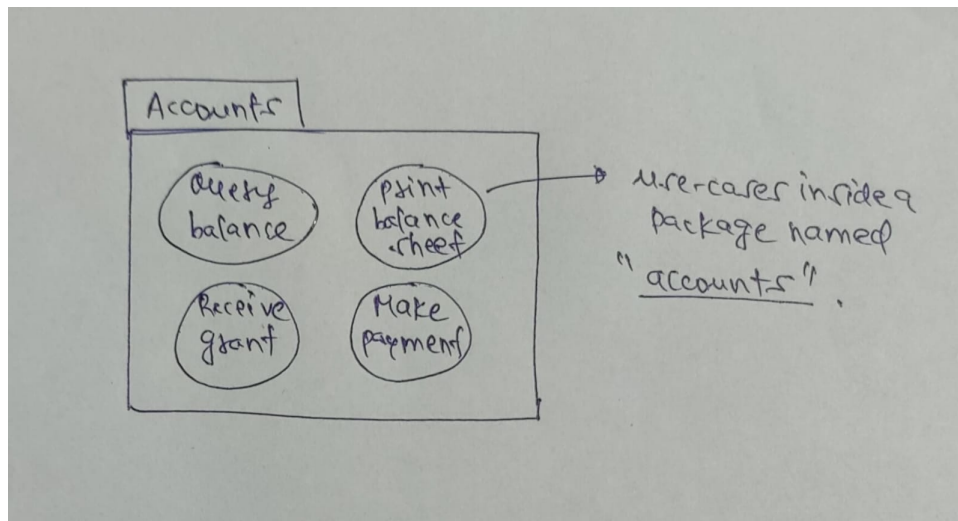 Accounts
Query
balance
print
balance
sheet
Receive
grant
Make
payment
use-cases inside a
package named
"accounts".